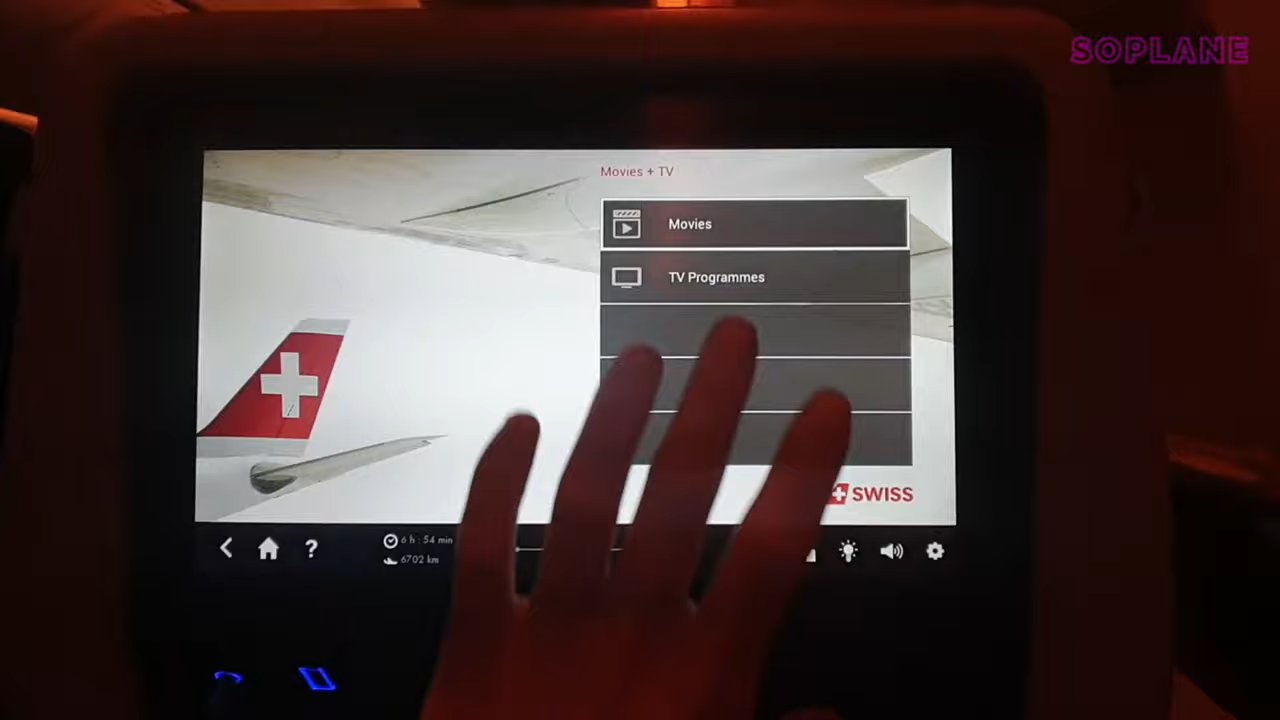 SOPLANE
Movies + TV
Movies
TV Programmes
SWISS
?
6 h : 54 min
6702 km